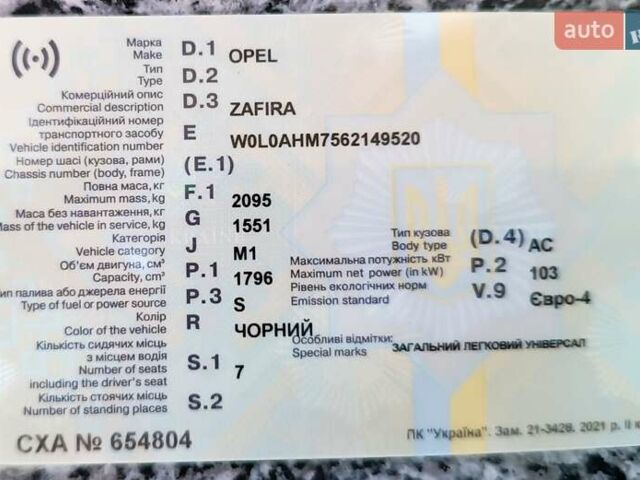 auto
Марка D.1 OPEL
Make
Тип D.2
Type
Комерційний опис D.3 ZAFIRA
Commercial description
Ідентифікаційний номер E W0L0AHM7562149520
транспортного засобу
Vehicle identification number
Номер шасі (кузова, рами) (E.1)
Chassis number (body, frame)
Повна маса, кг F.1 2095
Maximum mass, kg
Маса без навантаження, кг G 1551
Mass of the vehicle in service, kg
Категорія J M1
Vehicle category
Тип кузова (D.4) AC
Body type
Об'єм двигуна, см³ P.1 1796
Capacity, cm³
Максимальна потужність кВт P.2 103
Maximum net power (in kW)
Тип палива або джерела енергії P.3 S
Type of fuel or power source
Рівень екологічних норм V.9 Євро-4
Emission standard
Колір R ЧОРНИЙ
Color of the vehicle
Особливі відмітки: ЗАГАЛЬНИЙ ЛЕГКОВИЙ УНІВЕРСАЛ
Special marks
Кількість сидячих місць S.1 7
з місцем водія
Number of seats
including the driver's seat
Кількість стоячих місць S.2
Number of standing places
СХА № 654804
ПК "Україна". Зам. 21-3428. 2021 р. II к